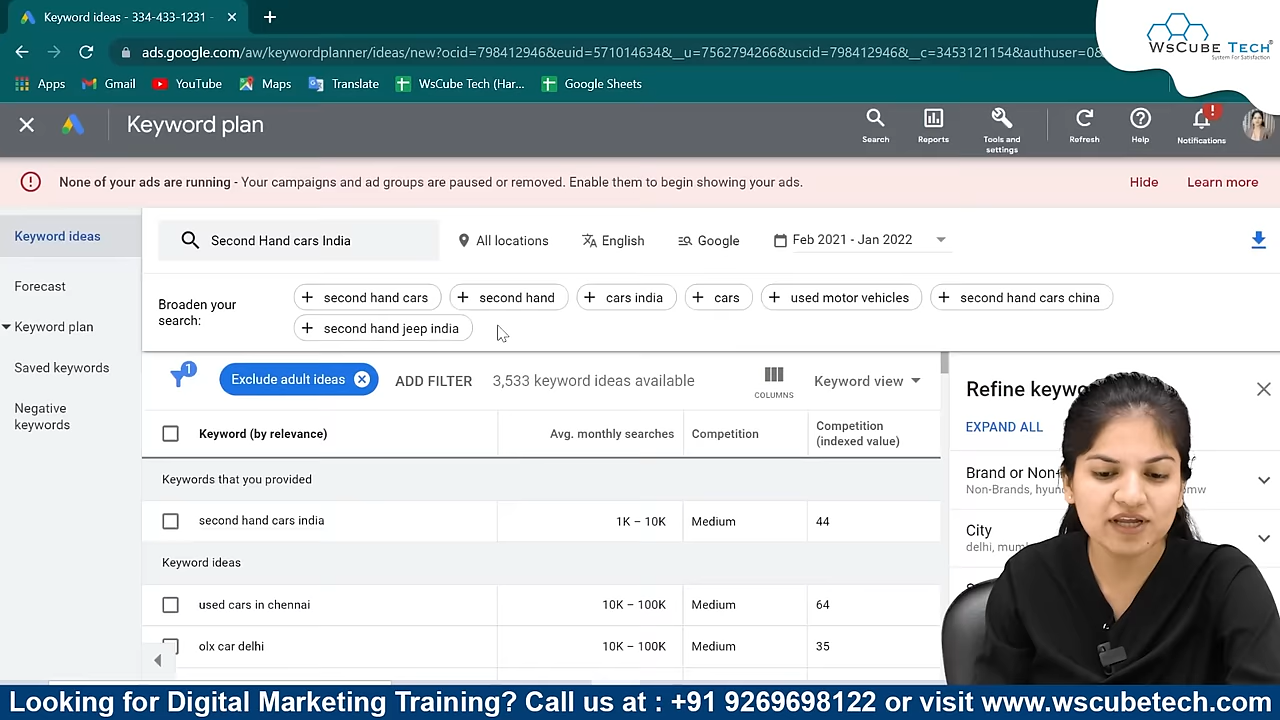 Keyword ideas - 334-433-1231 -
WsCube Tech
System For Satisfaction
ads.google.com/aw/keywordplanner/ideas/new?ocid=798412946&euid=571014634&__u=7562794266&uscid=798412946&__c=3453121154&authuser=0&
Apps Gmail YouTube Maps Translate WsCube Tech (Har... Google Sheets
Keyword plan
Search Reports Tools and settings Refresh Help Notifications
None of your ads are running - Your campaigns and ad groups are paused or removed. Enable them to begin showing your ads. Hide Learn more
Keyword ideas
Forecast
Keyword plan
Saved keywords
Negative
keywords
Second Hand cars India All locations English Google Feb 2021 - Jan 2022
Broaden your
search:
+ second hand cars + second hand + cars india + cars + used motor vehicles + second hand cars china
+ second hand jeep india
1 Exclude adult ideas ADD FILTER 3,533 keyword ideas available COLUMNS Keyword view
Keyword (by relevance) Avg. monthly searches Competition Competition (indexed value)
Keywords that you provided
second hand cars india 1K – 10K Medium 44
Keyword ideas
used cars in chennai 10K – 100K Medium 64
olx car delhi 10K – 100K Medium 35
Refine keywo
EXPAND ALL
Brand or Non-
Non-Brands, hyun
City
delhi, mum
Looking for Digital Marketing Training? Call us at : +91 9269698122 or visit www.wscubetech.com